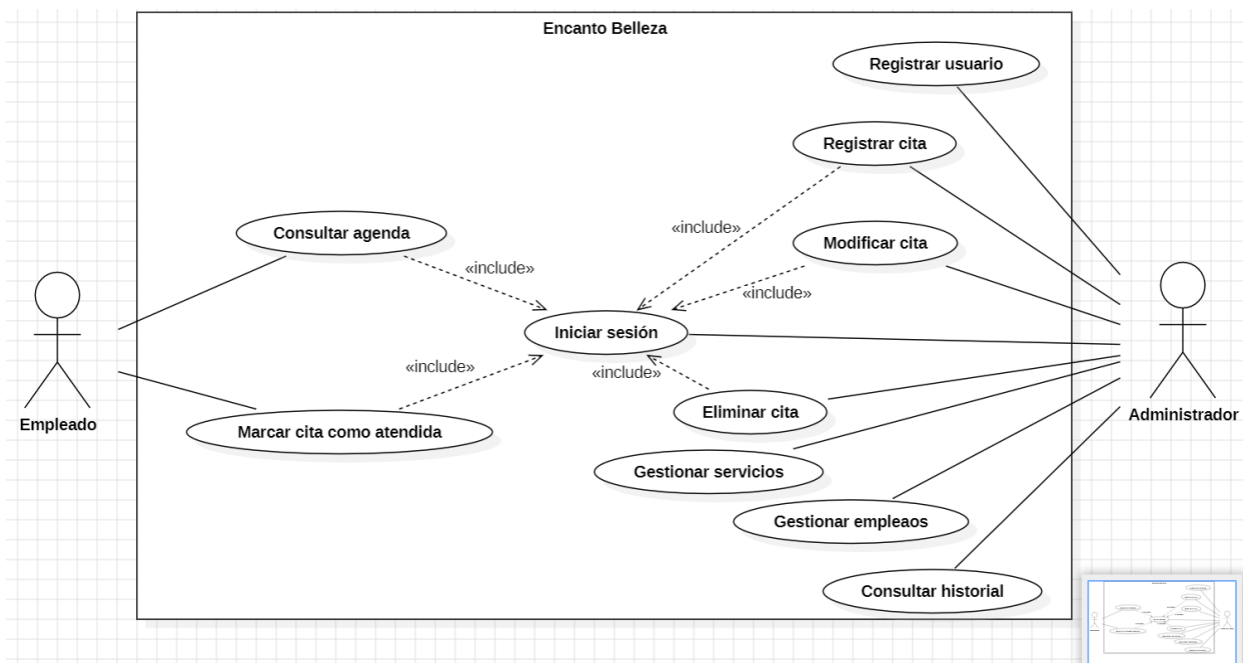 Encanto Belleza
Registrar usuario
Registrar cita
«include»
Consultar agenda
Modificar cita
«include»
«include»
Iniciar sesión
«include»
«include»
Empleado
Administrador
Eliminar cita
Marcar cita como atendida
Gestionar servicios
Gestionar empleaos
Consultar historial